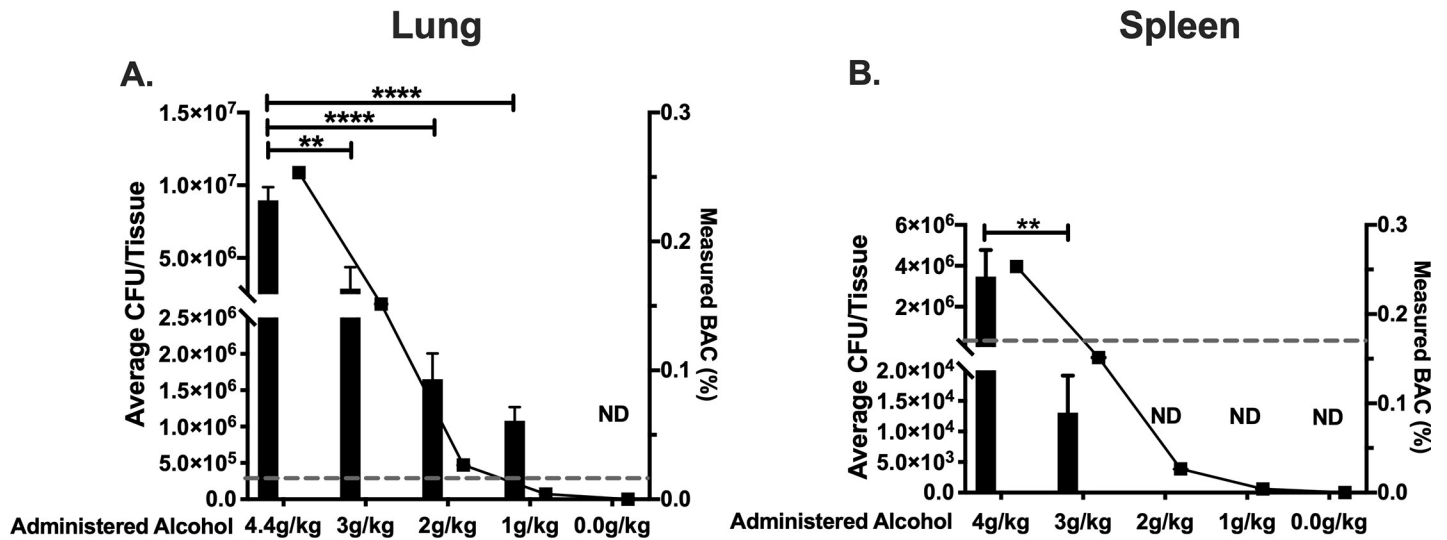 Lung
Spleen
A.
B.
****
****
**
1.5×10⁷
1.0×10⁷
5.0×10⁶
2.5×10⁶
2.0×10⁶
1.5×10⁶
1.0×10⁶
5.0×10⁵
0.0
Average CFU/Tissue
0.3
0.2
0.1
0.0
Measured BAC (%)
ND
Administered Alcohol 4.4g/kg 3g/kg 2g/kg 1g/kg 0.0g/kg
**
6×10⁶
4×10⁶
2×10⁶
2.0×10⁴
1.5×10⁴
1.0×10⁴
5.0×10³
0.0
Average CFU/Tissue
0.3
0.2
0.1
0.0
Measured BAC (%)
ND ND ND
Administered Alcohol 4g/kg 3g/kg 2g/kg 1g/kg 0.0g/kg